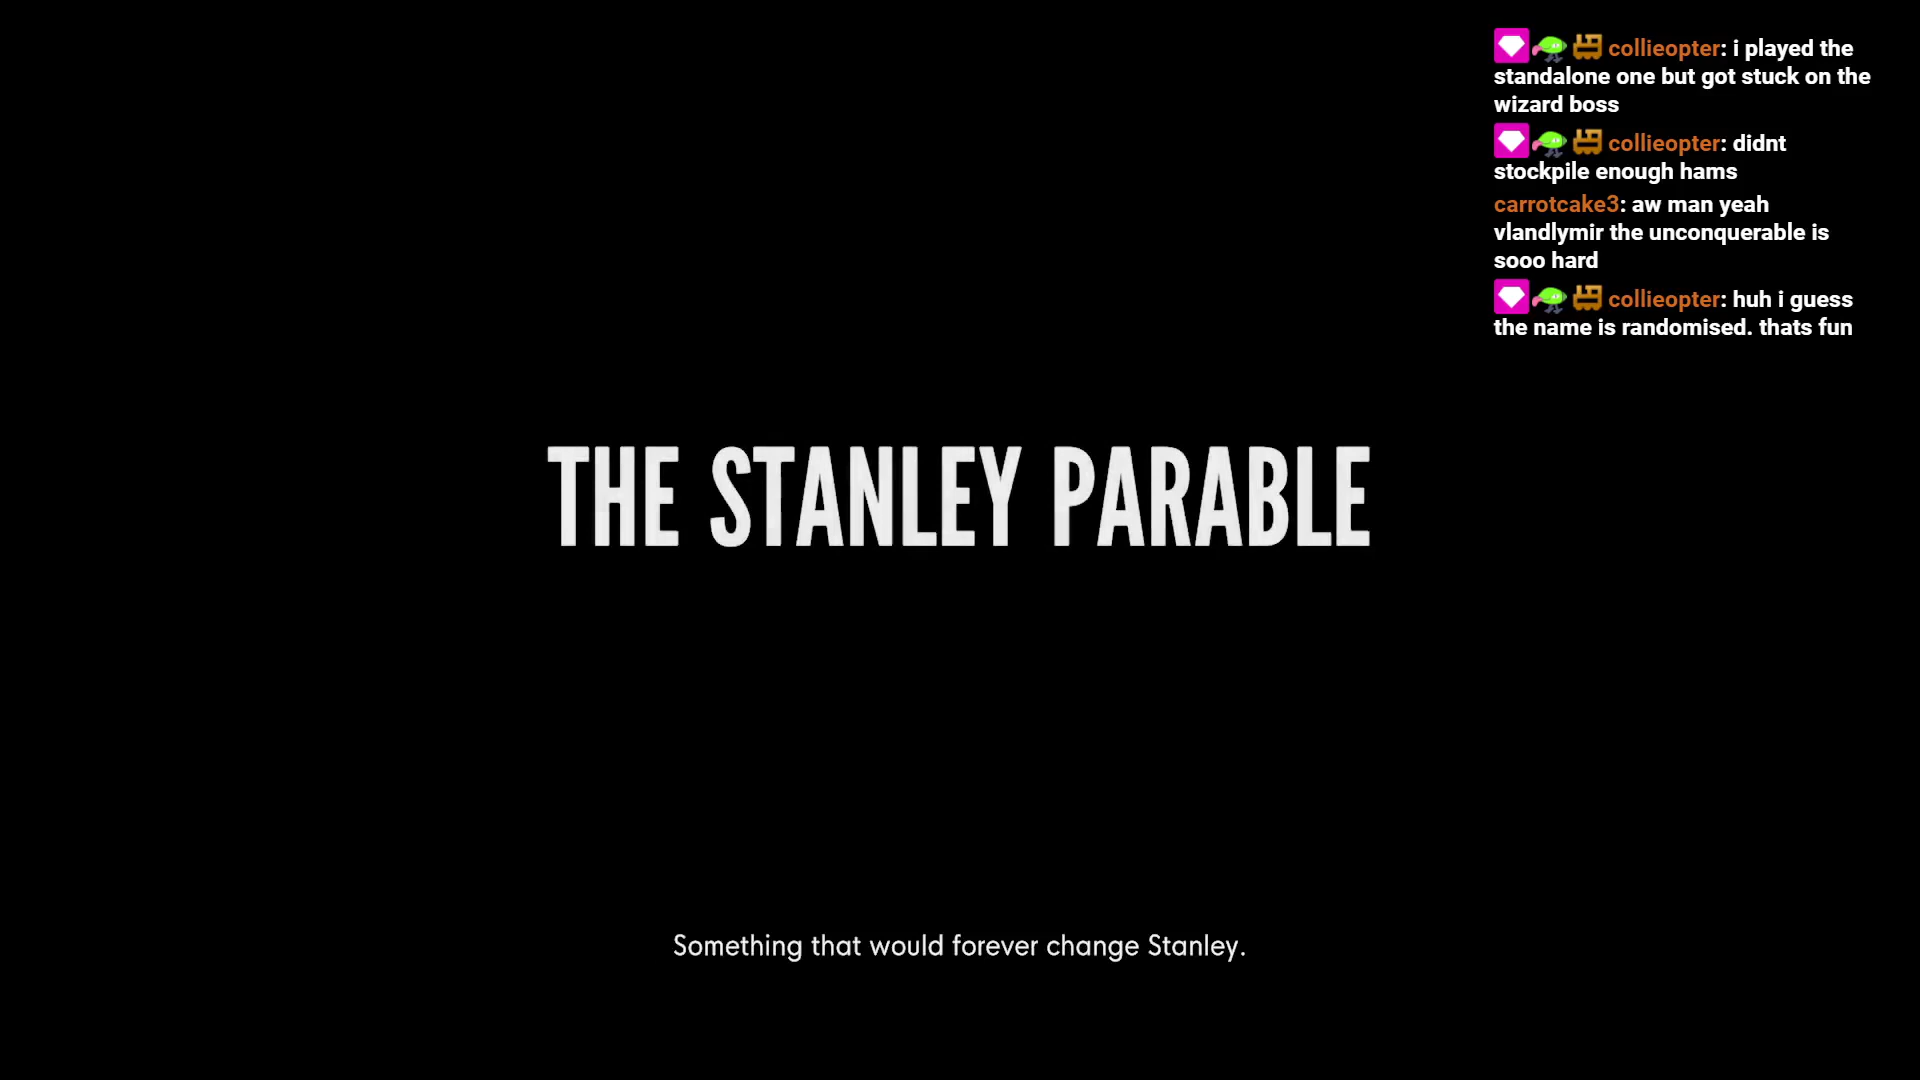 collieopter: i played the
standalone one but got stuck on the
wizard boss
collieopter: didnt
stockpile enough hams
carrotcake3: aw man yeah
vlandlymir the unconquerable is
sooo hard
collieopter: huh i guess
the name is randomised. thats fun
THE STANLEY PARABLE
Something that would forever change Stanley.